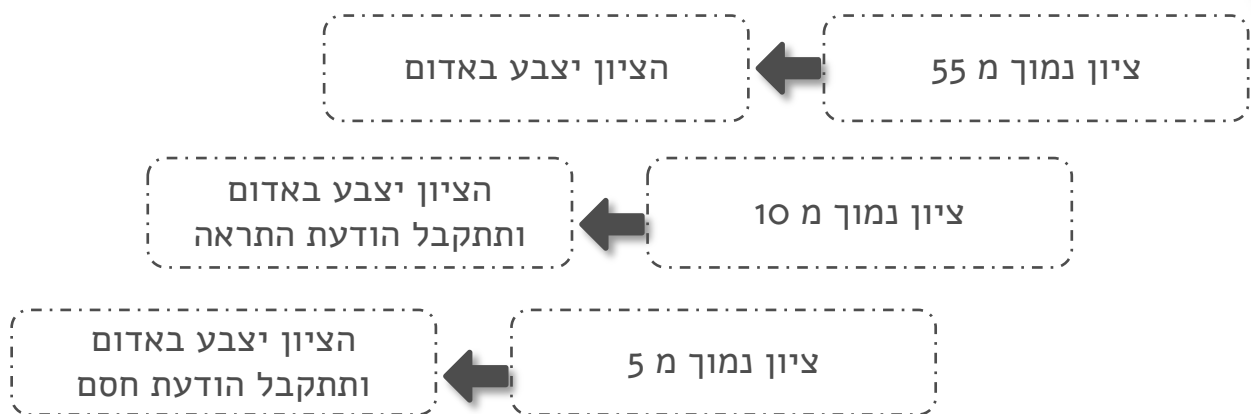 ציון נמוך מ 55
הציון יצבע באדום
ציון נמוך מ 10
הציון יצבע באדום
ותתקבל הודעת התראה
ציון נמוך מ 5
הציון יצבע באדום
ותתקבל הודעת חסם